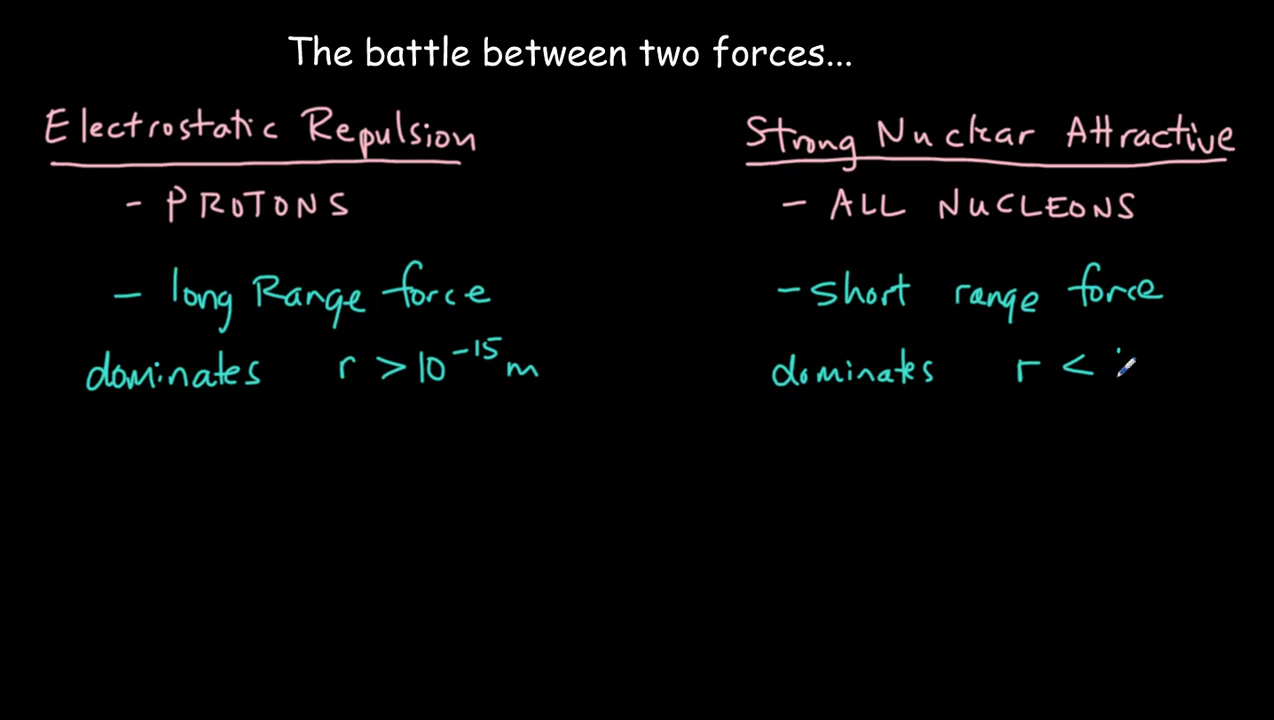 The battle between two forces...
Electrostatic Repulsion
- PROTONS
- long Range force
dominates r > 10⁻¹⁵ m
Strong Nuclear Attractive
- ALL NUCLEONS
- short range force
dominates r <